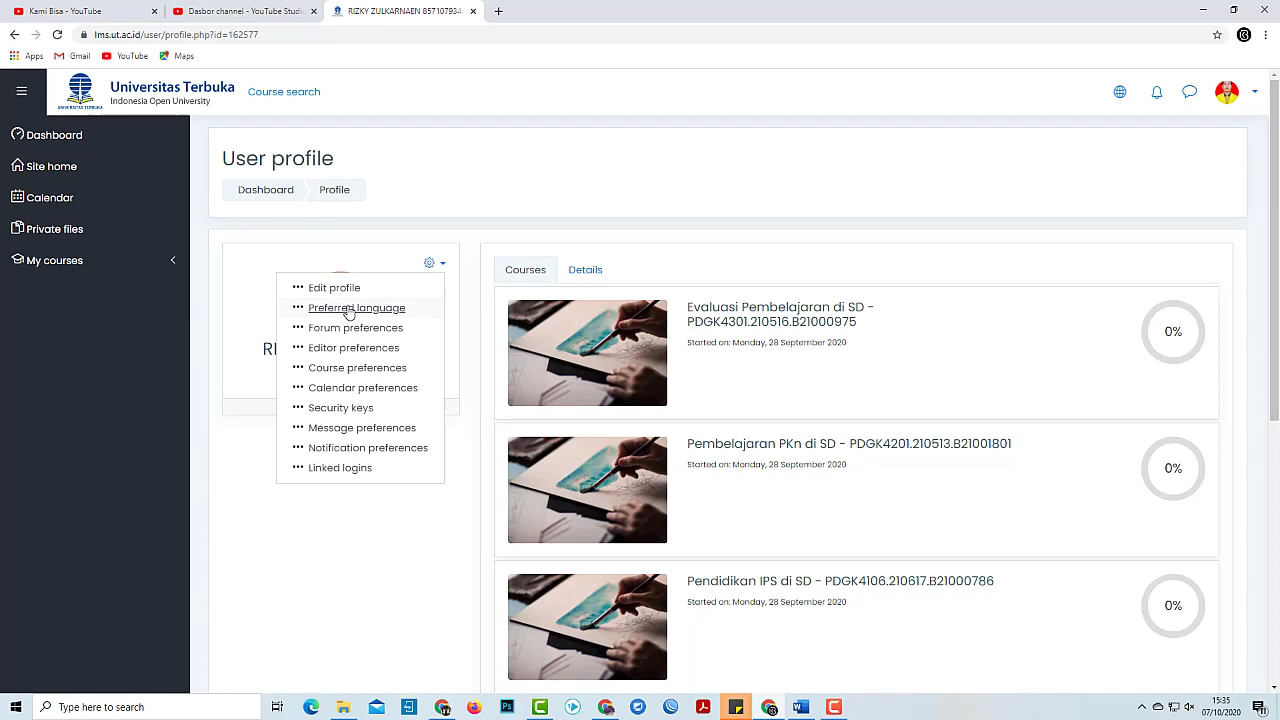 Kami Bisa - YouTube
Dasbor channel - YouTube Studio
RIZKY ZULKARNAEN 857107934
lms.ut.ac.id/user/profile.php?id=162577
Apps
Gmail
YouTube
Maps
UNIVERSITAS TERBUKA
Universitas Terbuka
Indonesia Open University
Course search
Dashboard
Site home
Calendar
Private files
My courses
User profile
Dashboard
Profile
RI
Edit profile
Preferred language
Forum preferences
Editor preferences
Course preferences
Calendar preferences
Security keys
Message preferences
Notification preferences
Linked logins
Courses
Details
Evaluasi Pembelajaran di SD -
PDGK4301.210516.B21000975
Started on: Monday, 28 September 2020
0%
Pembelajaran PKn di SD - PDGK4201.210513.B21001801
Started on: Monday, 28 September 2020
0%
Pendidikan IPS di SD - PDGK4106.210617.B21000786
Started on: Monday, 28 September 2020
0%
Type here to search
15:35
07/10/2020